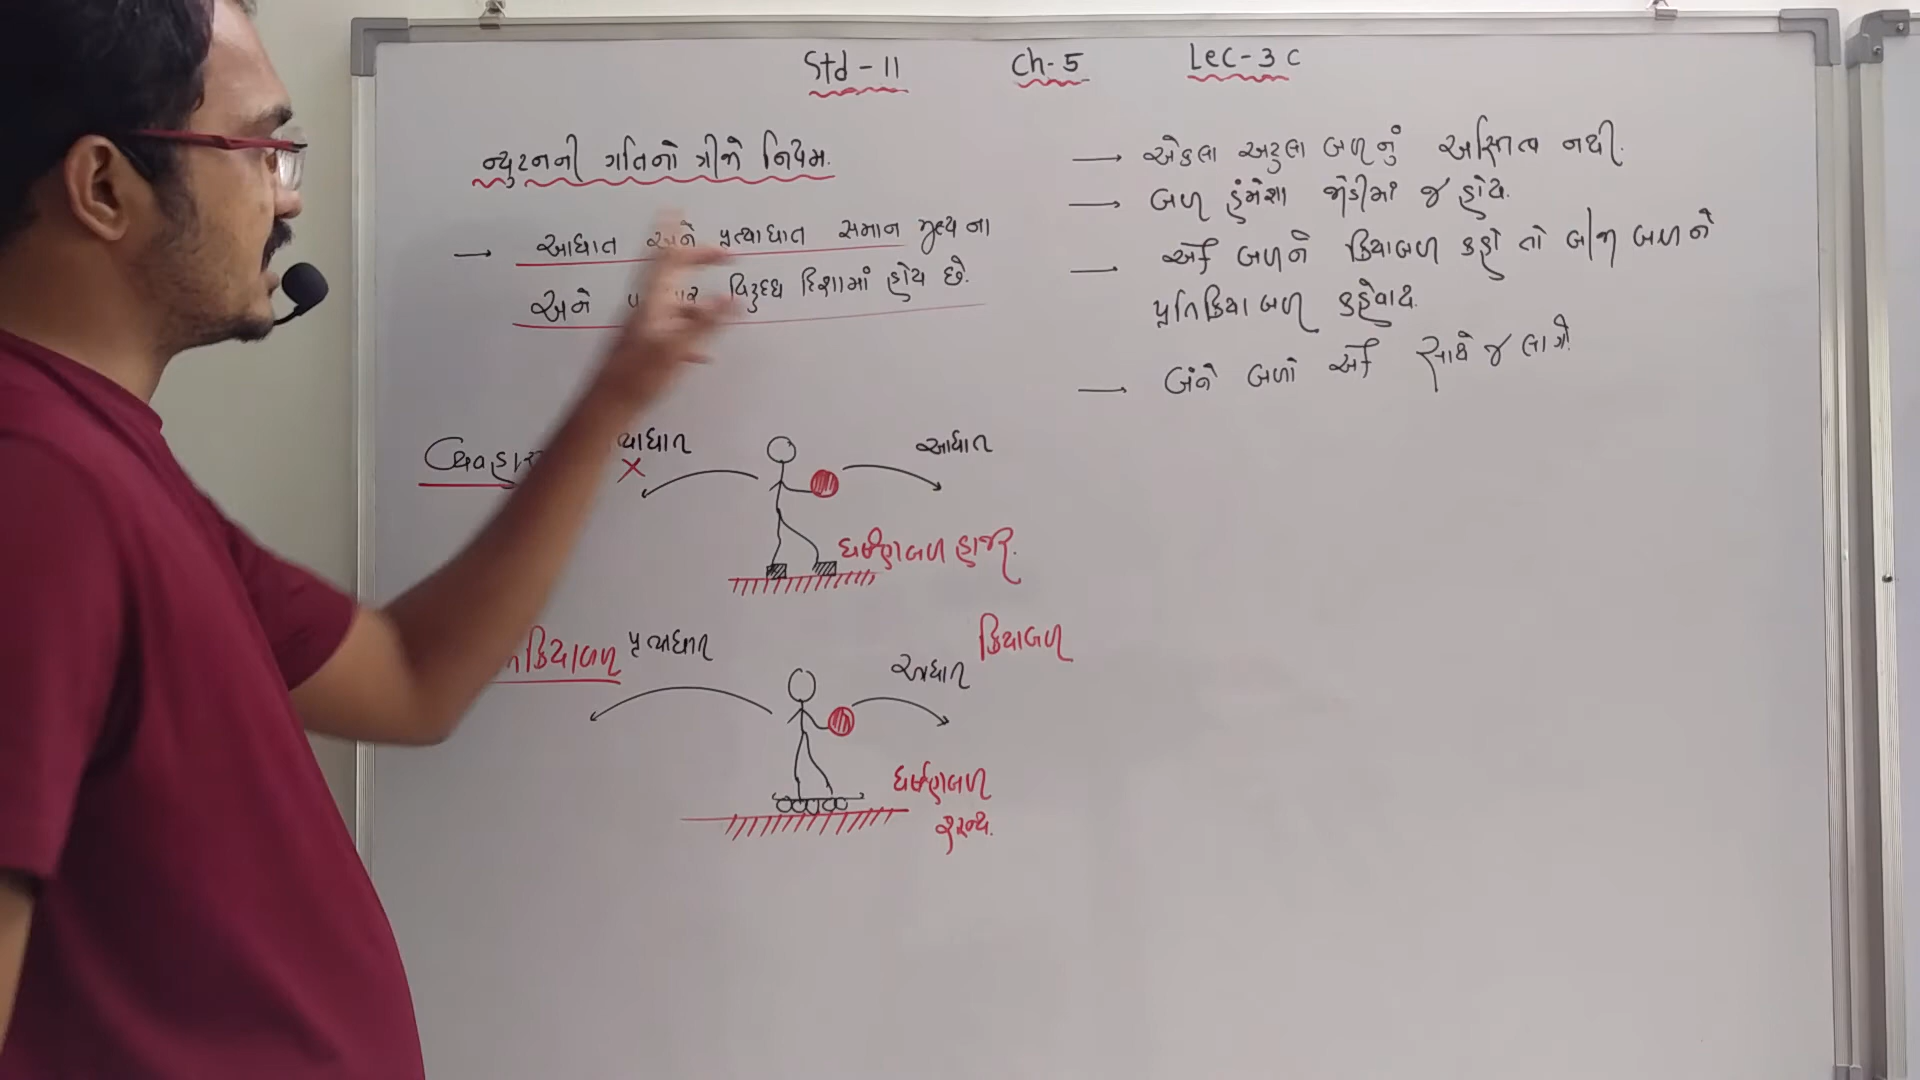 Std - 11 Ch - 5 Lec - 3 c
ન્યુટનની ગતિનો ત્રીજો નિયમ.
→ આઘાત અને પ્રત્યાઘાત સમાન મૂલ્ય ના
અને વિરુદ્ધ દિશામાં હોય છે.
વ્યવહાર
યાઘાત આઘાત
×
ઘર્ષણબળ હાજર.
ક્રિયાબળ પ્રત્યાઘાત આઘાત ક્રિયાબળ
ઘર્ષણબળ
શૂન્ય.
→ એકલા અટુલા બળનું અસ્તિત્વ નથી.
→ બળ હંમેશા જોડીમાં જ હોય.
→ એક બળને ક્રિયાબળ કહો તો બીજા બળને
પ્રતિક્રિયા બળ કહેવાય.
→ બંને બળો એક સાથે જ લાગે